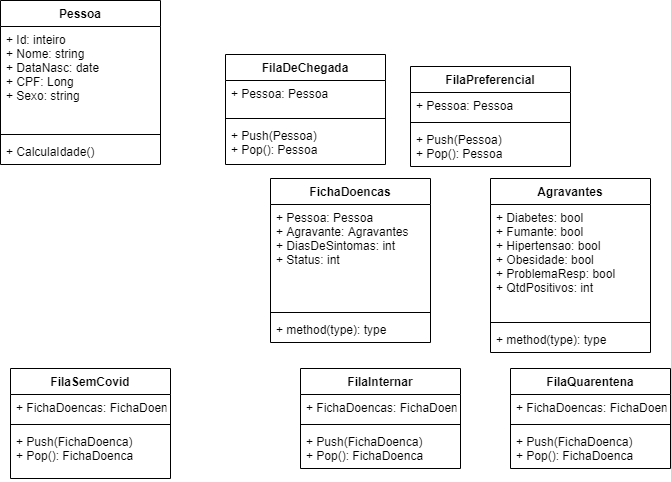 Pessoa
+ Id: inteiro
+ Nome: string
+ DataNasc: date
+ CPF: Long
+ Sexo: string
+ CalculaIdade()
FilaDeChegada
+ Pessoa: Pessoa
+ Push(Pessoa)
+ Pop(): Pessoa
FilaPreferencial
+ Pessoa: Pessoa
+ Push(Pessoa)
+ Pop(): Pessoa
FichaDoencas
+ Pessoa: Pessoa
+ Agravante: Agravantes
+ DiasDeSintomas: int
+ Status: int
+ method(type): type
Agravantes
+ Diabetes: bool
+ Fumante: bool
+ Hipertensao: bool
+ Obesidade: bool
+ ProblemaResp: bool
+ QtdPositivos: int
+ method(type): type
FilaSemCovid
+ FichaDoencas: FichaDoen
+ Push(FichaDoenca)
+ Pop(): FichaDoenca
FilaInternar
+ FichaDoencas: FichaDoen
+ Push(FichaDoenca)
+ Pop(): FichaDoenca
FilaQuarentena
+ FichaDoencas: FichaDoen
+ Push(FichaDoenca)
+ Pop(): FichaDoenca